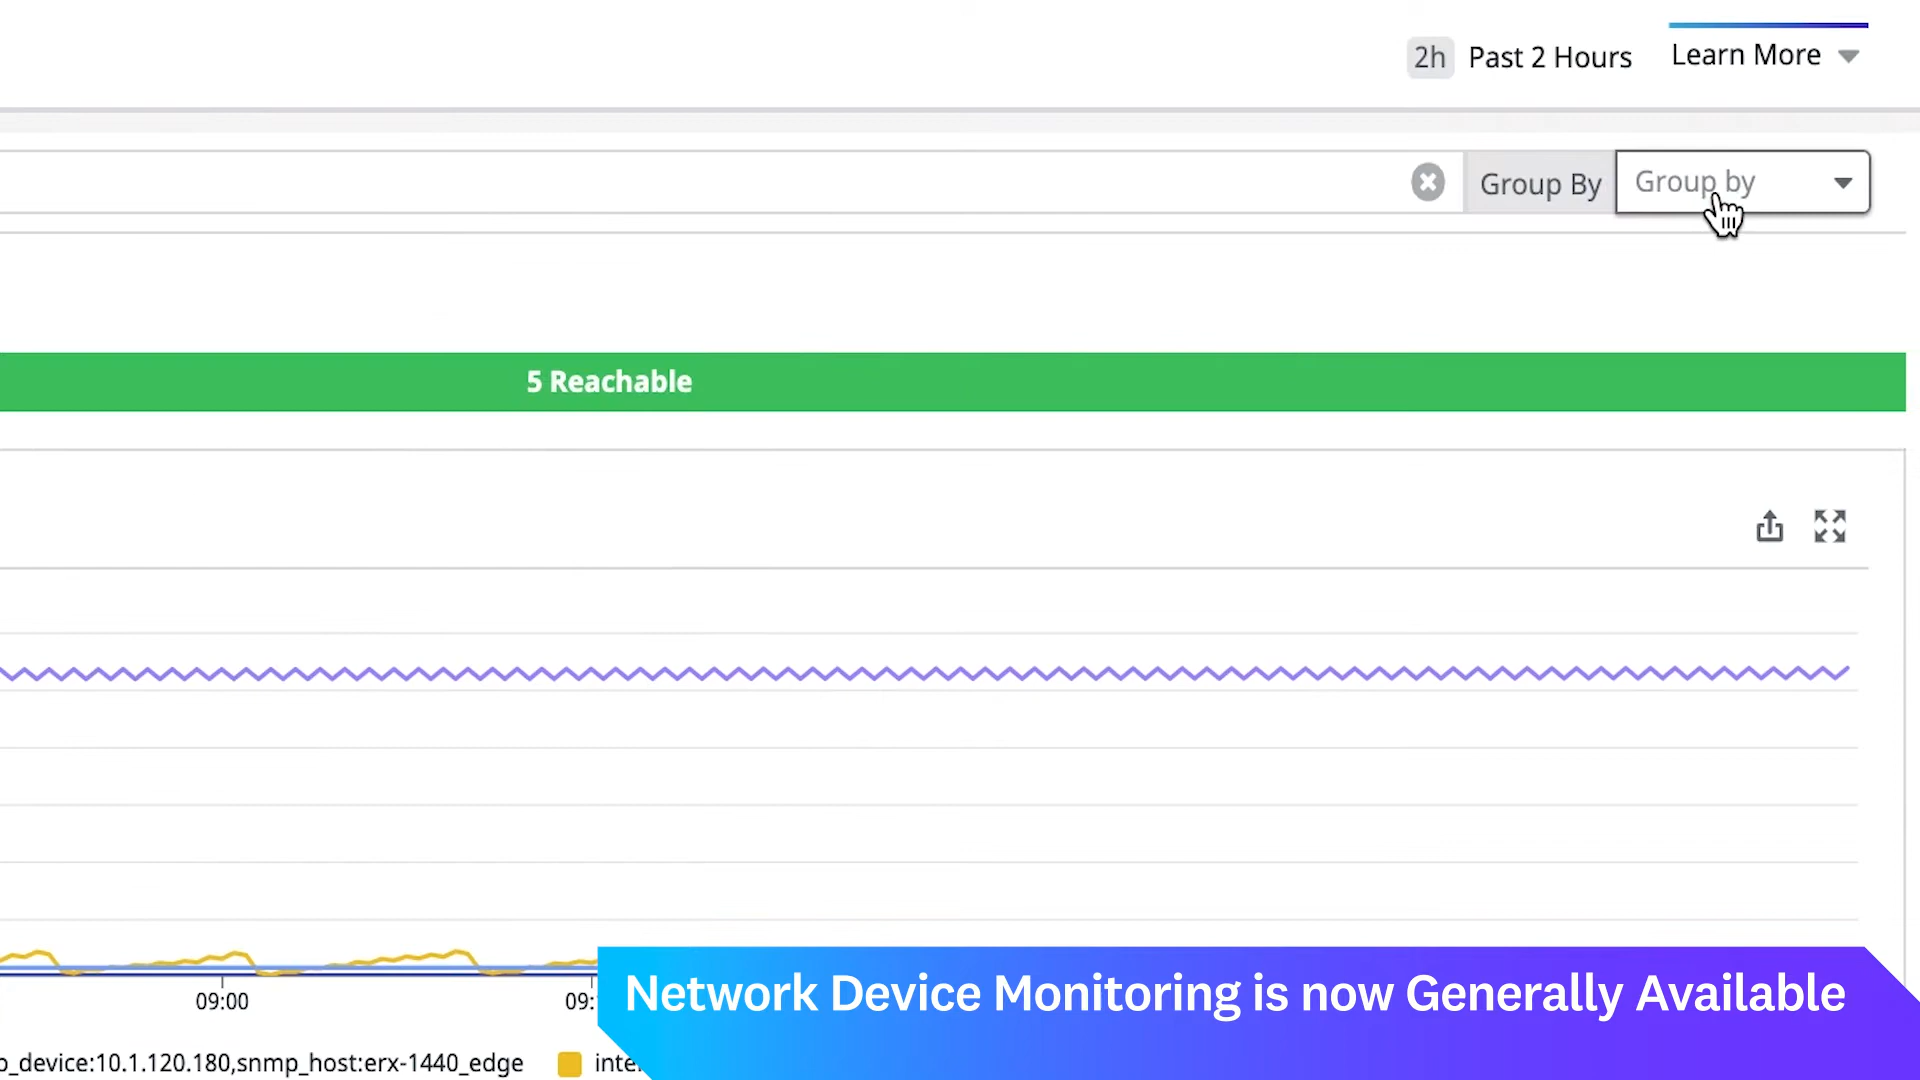 2h Past 2 Hours Learn More
Group By Group by
5 Reachable
09:00
Network Device Monitoring is now Generally Available
_device:10.1.120.180,snmp_host:erx-1440_edge